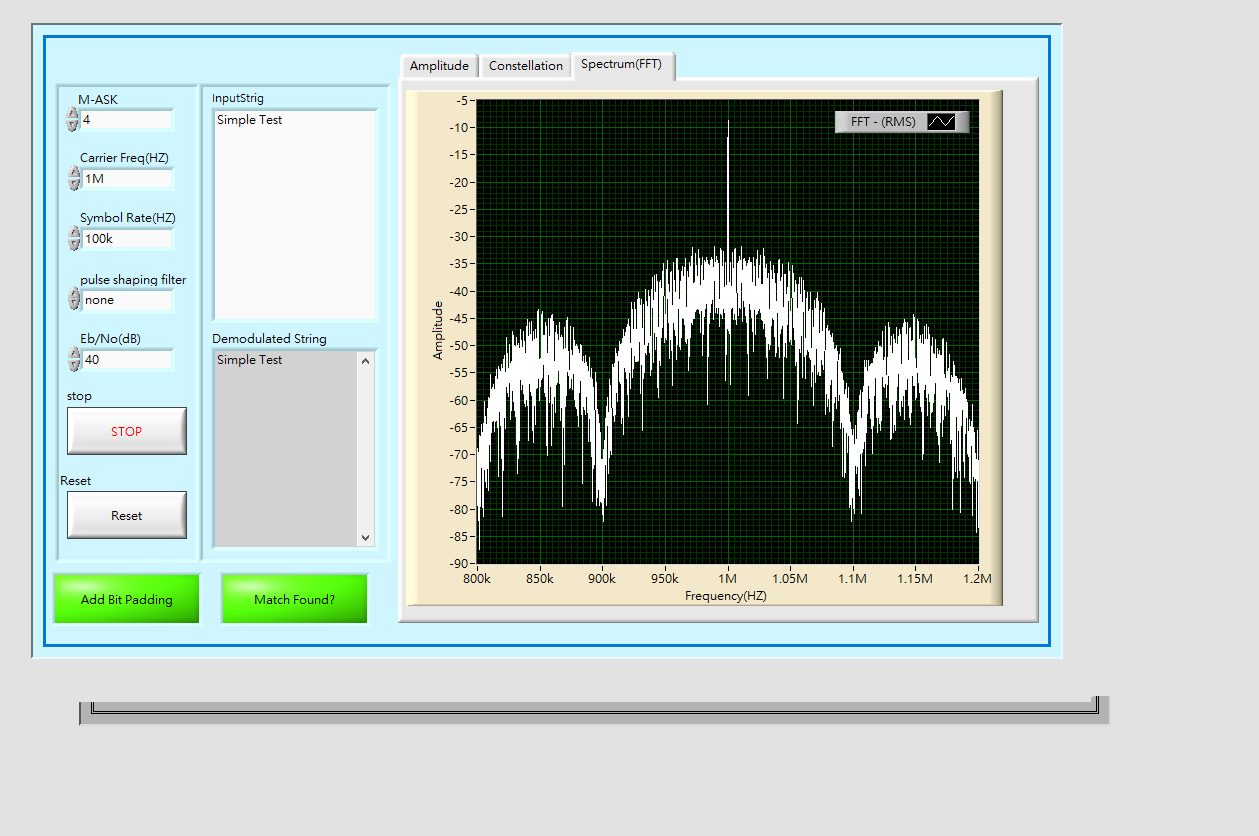 M-ASK
4
Carrier Freq(HZ)
1M
Symbol Rate(HZ)
100k
pulse shaping filter
none
Eb/No(dB)
40
stop
STOP
Reset
Reset
Add Bit Padding
InputStrig
Simple Test
Demodulated String
Simple Test
Match Found?
Amplitude Constellation Spectrum(FFT)
FFT - (RMS)
Amplitude
-5
-10
-15
-20
-25
-30
-35
-40
-45
-50
-55
-60
-65
-70
-75
-80
-85
-90
800k 850k 900k 950k 1M 1.05M 1.1M 1.15M 1.2M
Frequency(HZ)